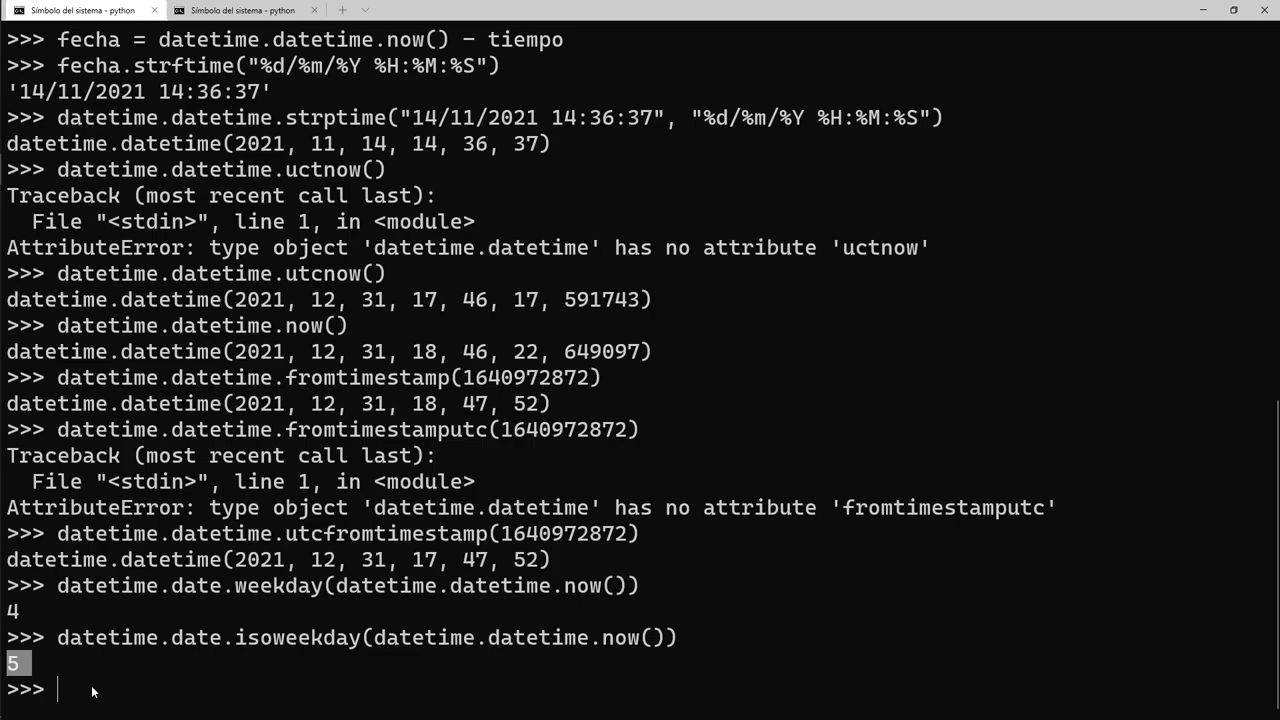 Símbolo del sistema - python
Símbolo del sistema - python
>>> fecha = datetime.datetime.now() - tiempo
>>> fecha.strftime("%d/%m/%Y %H:%M:%S")
'14/11/2021 14:36:37'
>>> datetime.datetime.strptime("14/11/2021 14:36:37", "%d/%m/%Y %H:%M:%S")
datetime.datetime(2021, 11, 14, 14, 36, 37)
>>> datetime.datetime.uctnow()
Traceback (most recent call last):
  File "<stdin>", line 1, in <module>
AttributeError: type object 'datetime.datetime' has no attribute 'uctnow'
>>> datetime.datetime.utcnow()
datetime.datetime(2021, 12, 31, 17, 46, 17, 591743)
>>> datetime.datetime.now()
datetime.datetime(2021, 12, 31, 18, 46, 22, 649097)
>>> datetime.datetime.fromtimestamp(1640972872)
datetime.datetime(2021, 12, 31, 18, 47, 52)
>>> datetime.datetime.fromtimestamputc(1640972872)
Traceback (most recent call last):
  File "<stdin>", line 1, in <module>
AttributeError: type object 'datetime.datetime' has no attribute 'fromtimestamputc'
>>> datetime.datetime.utcfromtimestamp(1640972872)
datetime.datetime(2021, 12, 31, 17, 47, 52)
>>> datetime.date.weekday(datetime.datetime.now())
4
>>> datetime.date.isoweekday(datetime.datetime.now())
5
>>>